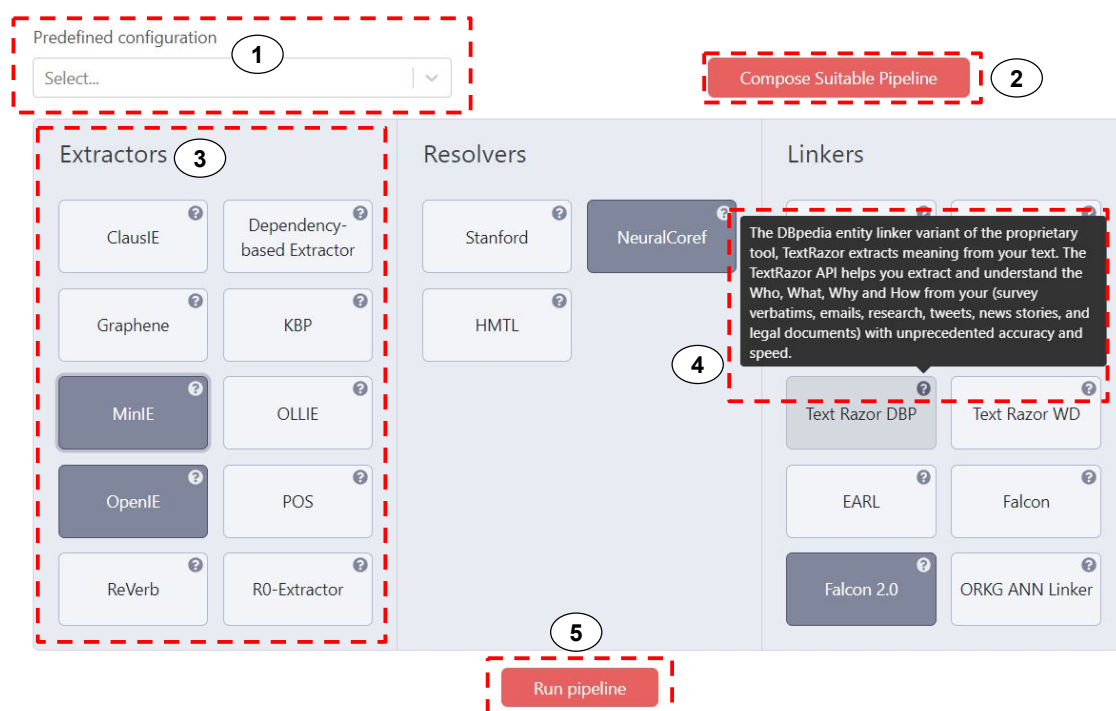 Predefined configuration
1
Select...
Compose Suitable Pipeline
2
Extractors
3
Resolvers
Linkers
ClausIE
Dependency-
based Extractor
Stanford
NeuralCoref
The DBpedia entity linker variant of the proprietary
tool, TextRazor extracts meaning from your text. The
TextRazor API helps you extract and understand the
Who, What, Why and How from your (survey
verbatims, emails, research, tweets, news stories, and
legal documents) with unprecedented accuracy and
speed.
Graphene
KBP
HMTL
4
MinIE
OLLIE
Text Razor DBP
Text Razor WD
OpenIE
POS
EARL
Falcon
ReVerb
R0-Extractor
Falcon 2.0
ORKG ANN Linker
5
Run pipeline